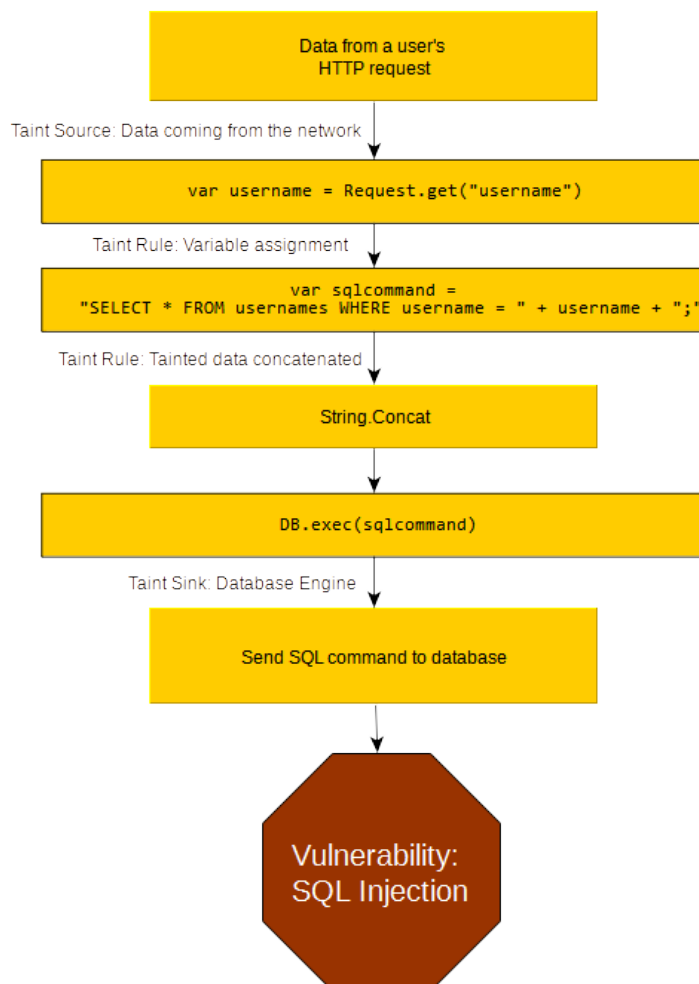 Data from a user's
HTTP request
Taint Source: Data coming from the network
var username = Request.get("username")
Taint Rule: Variable assignment
var sqlcommand =
"SELECT * FROM usernames WHERE username = " + username + ";"
Taint Rule: Tainted data concatenated
String.Concat
DB.exec(sqlcommand)
Taint Sink: Database Engine
Send SQL command to database
Vulnerability:
SQL Injection